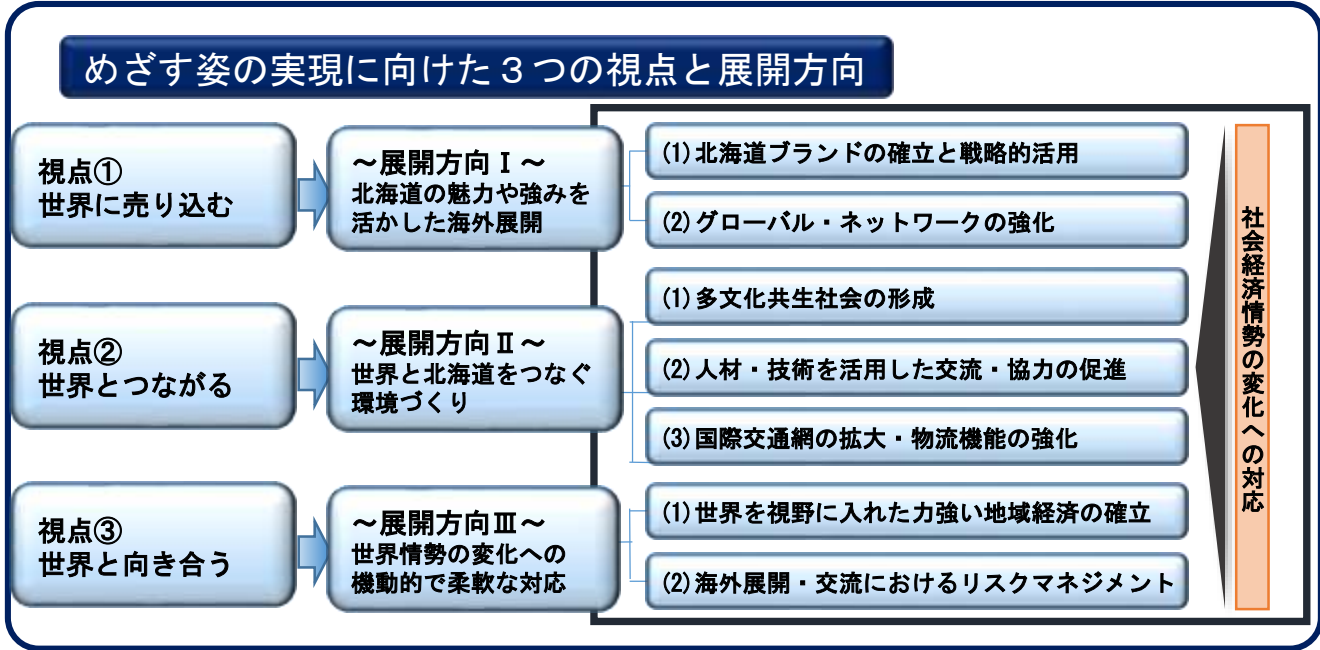 めざす姿の実現に向けた３つの視点と展開方向
視点①
世界に売り込む
～展開方向Ⅰ～
北海道の魅力や強みを
活かした海外展開
(1)北海道ブランドの確立と戦略的活用
(2)グローバル・ネットワークの強化
視点②
世界とつながる
～展開方向Ⅱ～
世界と北海道をつなぐ
環境づくり
(1)多文化共生社会の形成
(2)人材・技術を活用した交流・協力の促進
(3)国際交通網の拡大・物流機能の強化
視点③
世界と向き合う
～展開方向Ⅲ～
世界情勢の変化への
機動的で柔軟な対応
(1)世界を視野に入れた力強い地域経済の確立
(2)海外展開・交流におけるリスクマネジメント
社会経済情勢の変化への対応